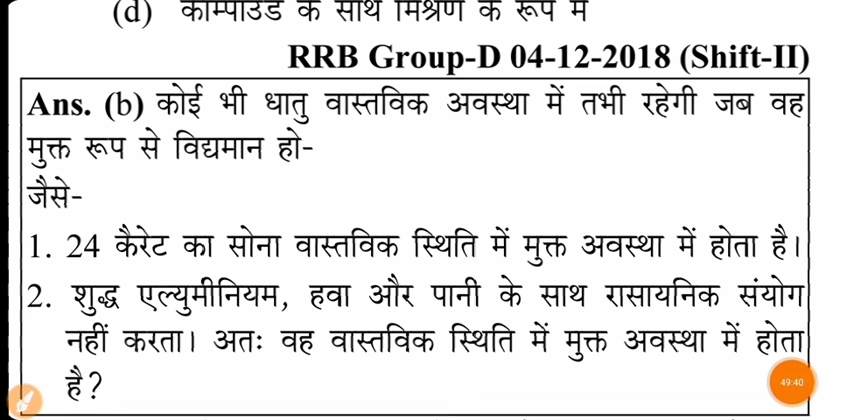 (d) काम्पाउंड के साथ मिश्रण के रूप में
RRB Group-D 04-12-2018 (Shift-II)
Ans. (b) कोई भी धातु वास्तविक अवस्था में तभी रहेगी जब वह
मुक्त रूप से विद्यमान हो-
जैसे-
1. 24 कैरेट का सोना वास्तविक स्थिति में मुक्त अवस्था में होता है।
2. शुद्ध एल्युमीनियम, हवा और पानी के साथ रासायनिक संयोग
नहीं करता। अतः वह वास्तविक स्थिति में मुक्त अवस्था में होता
है?
49:40